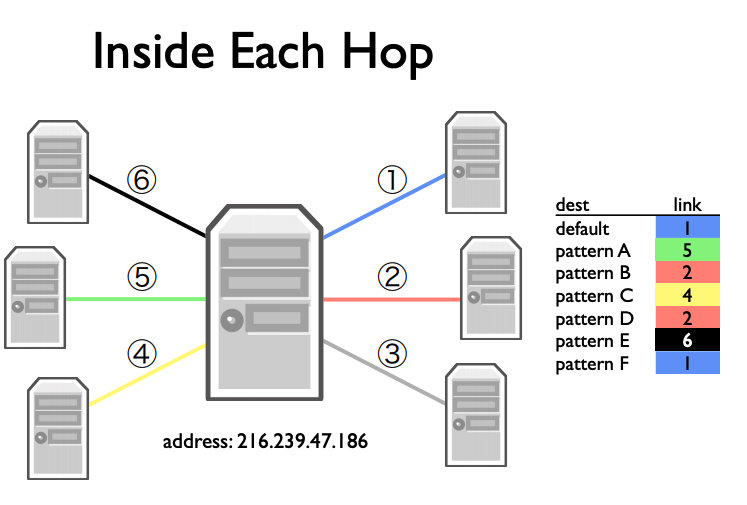 Inside Each Hop
⑥
①
⑤
②
④
③
address: 216.239.47.186
dest link
default 1
pattern A 5
pattern B 2
pattern C 4
pattern D 2
pattern E 6
pattern F 1